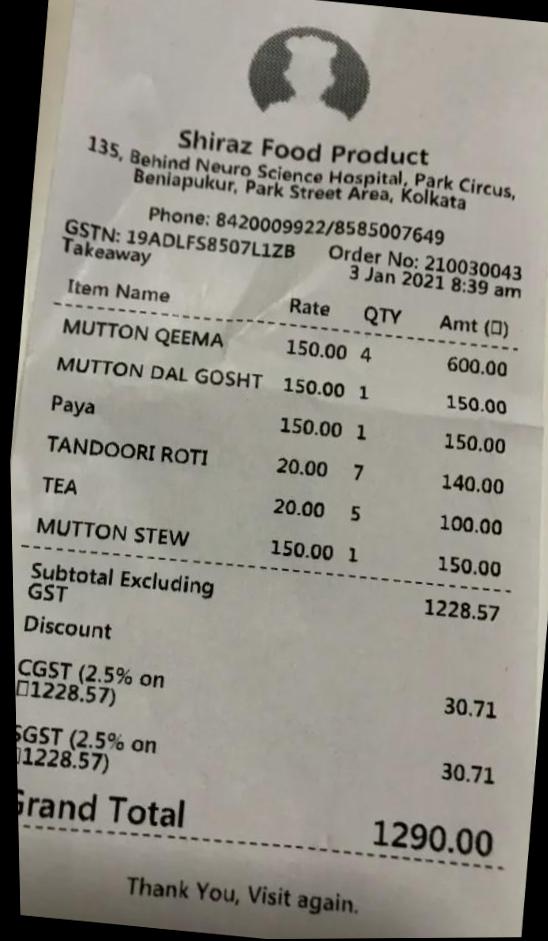 Shiraz Food Product
135, Behind Neuro Science Hospital, Park Circus,
Beniapukur, Park Street Area, Kolkata
Phone: 8420009922/8585007649
GSTN: 19ADLFS8507L1ZB Order No: 210030043
Takeaway 3 Jan 2021 8:39 am
Item Name Rate QTY Amt (□)
MUTTON QEEMA 150.00 4 600.00
MUTTON DAL GOSHT 150.00 1 150.00
Paya 150.00 1 150.00
TANDOORI ROTI 20.00 7 140.00
TEA 20.00 5 100.00
MUTTON STEW 150.00 1 150.00
Subtotal Excluding 1228.57
GST
Discount
CGST (2.5% on
□1228.57) 30.71
SGST (2.5% on
□1228.57) 30.71
Grand Total 1290.00
Thank You, Visit again.